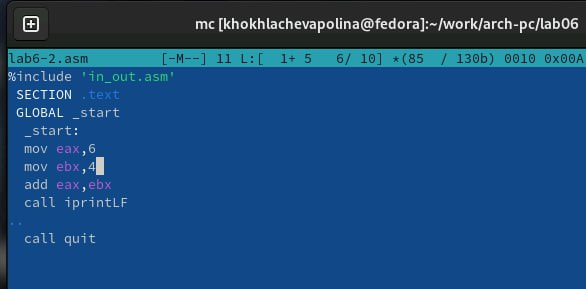 mc [khokhlachevapolina@fedora]:~/work/arch-pc/lab06
lab6-2.asm [-M--] 11 L:[ 1+ 5 6/ 10] *(85 / 130b) 0010 0x00A
%include 'in_out.asm'
SECTION .text
GLOBAL _start
_start:
mov eax,6
mov ebx,4
add eax,ebx
call iprintLF
..
call quit